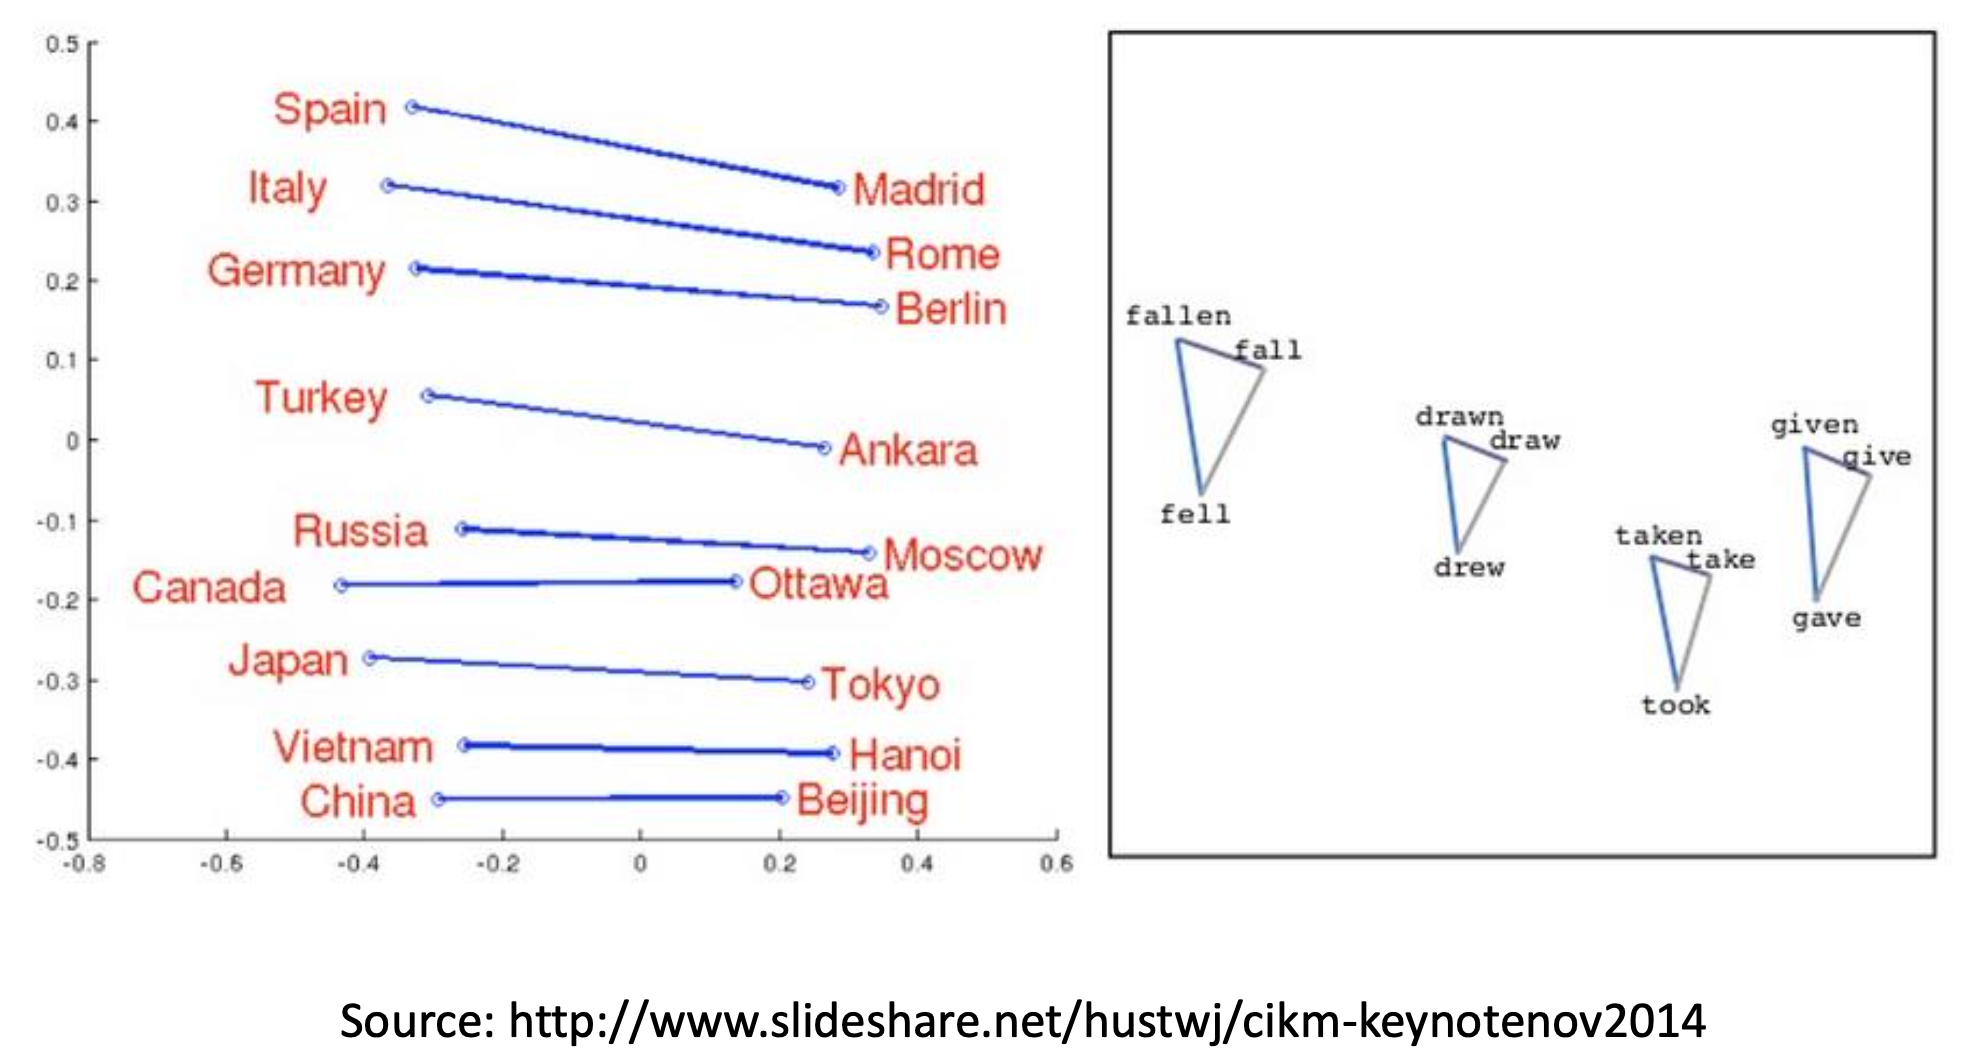 0.5
0.4
0.3
0.2
0.1
0
-0.1
-0.2
-0.3
-0.4
-0.5
-0.8 -0.6 -0.4 -0.2 0 0.2 0.4 0.6
Spain Madrid
Italy Rome
Germany Berlin
Turkey Ankara
Russia Moscow
Canada Ottawa
Japan Tokyo
Vietnam Hanoi
China Beijing
fallen
fall
fell
drawn
draw
drew
given
give
gave
taken
take
took
Source: http://www.slideshare.net/hustwj/cikm-keynotenov2014